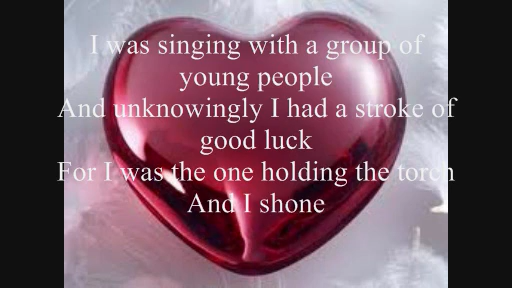 I was singing with a group of
young people
And unknowingly I had a stroke of
good luck
For I was the one holding the torch
And I shone